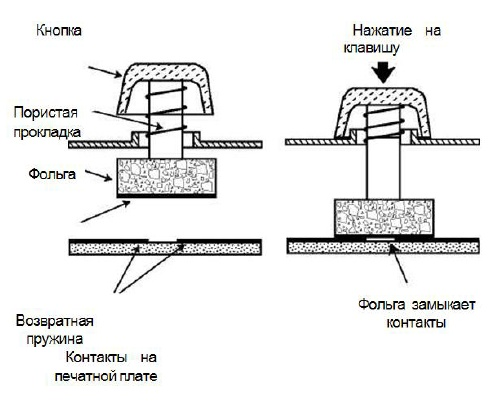 Кнопка
Нажатие на
клавишу
Пористая
прокладка
Фольга
Возвратная
пружина
Контакты на
печатной плате
Фольга замыкает
контакты